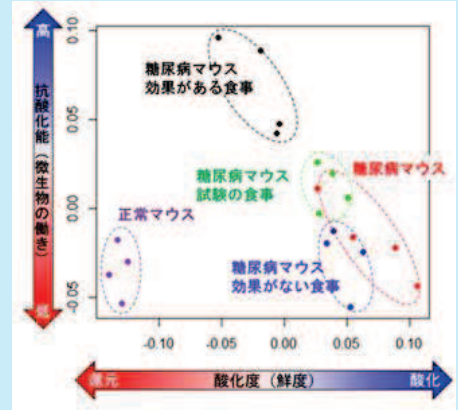 高
抗酸化能（微生物の働き）
低
0.10
0.05
0.00
-0.05
糖尿病マウス
効果がある食事
糖尿病マウス
試験の食事
糖尿病マウス
正常マウス
糖尿病マウス
効果がない食事
-0.10
-0.05
0.00
0.05
0.10
還元
酸化度（鮮度）
酸化